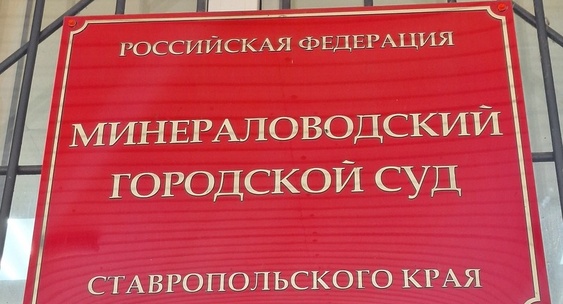 РОССИЙСКАЯ ФЕДЕРАЦИЯ
МИНЕРАЛОВОДСКИЙ
ГОРОДСКОЙ СУД
СТАВРОПОЛЬСКОГО КРАЯ